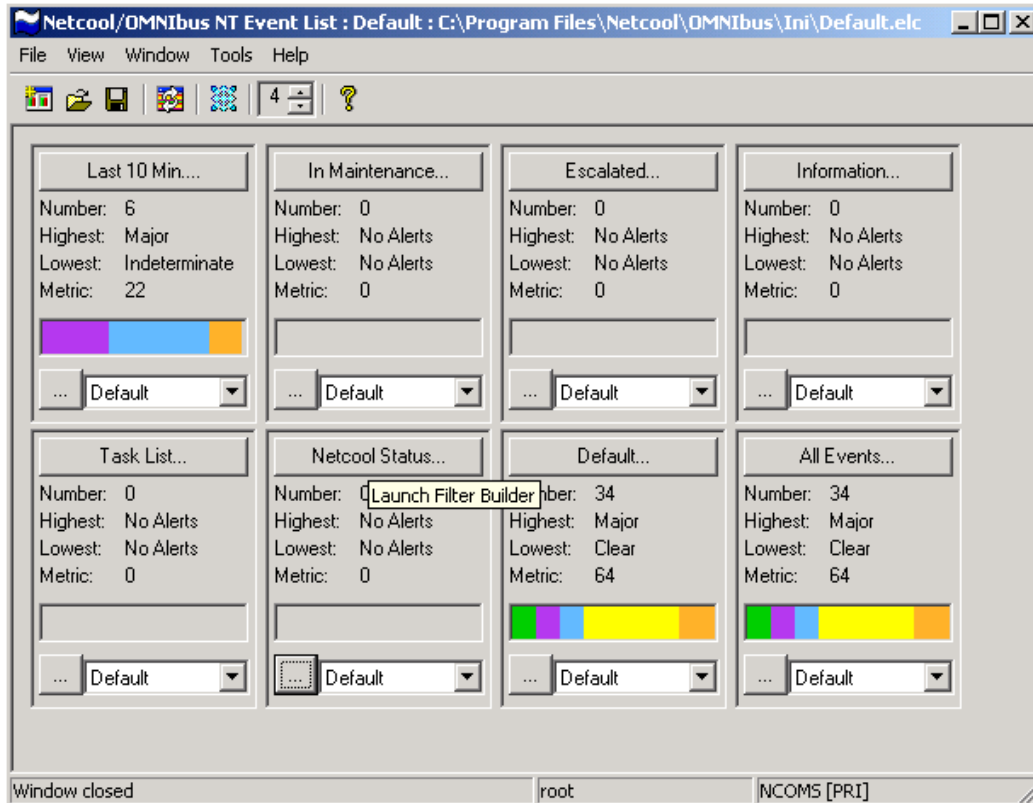 Netcool/OMNIbus NT Event List : Default : C:\Program Files\Netcool\OMNIbus\Ini\Default.elc
File View Window Tools Help
4
Last 10 Min....
Number: 6
Highest: Major
Lowest: Indeterminate
Metric: 22
... Default
In Maintenance...
Number: 0
Highest: No Alerts
Lowest: No Alerts
Metric: 0
... Default
Escalated...
Number: 0
Highest: No Alerts
Lowest: No Alerts
Metric: 0
... Default
Information...
Number: 0
Highest: No Alerts
Lowest: No Alerts
Metric: 0
... Default
Task List...
Number: 0
Highest: No Alerts
Lowest: No Alerts
Metric: 0
... Default
Netcool Status...
Number:
Launch Filter Builder
Highest: No Alerts
Lowest: No Alerts
Metric: 0
... Default
Default...
mber: 34
Highest: Major
Lowest: Clear
Metric: 64
... Default
All Events...
Number: 34
Highest: Major
Lowest: Clear
Metric: 64
... Default
Window closed
root
NCOMS [PRI]